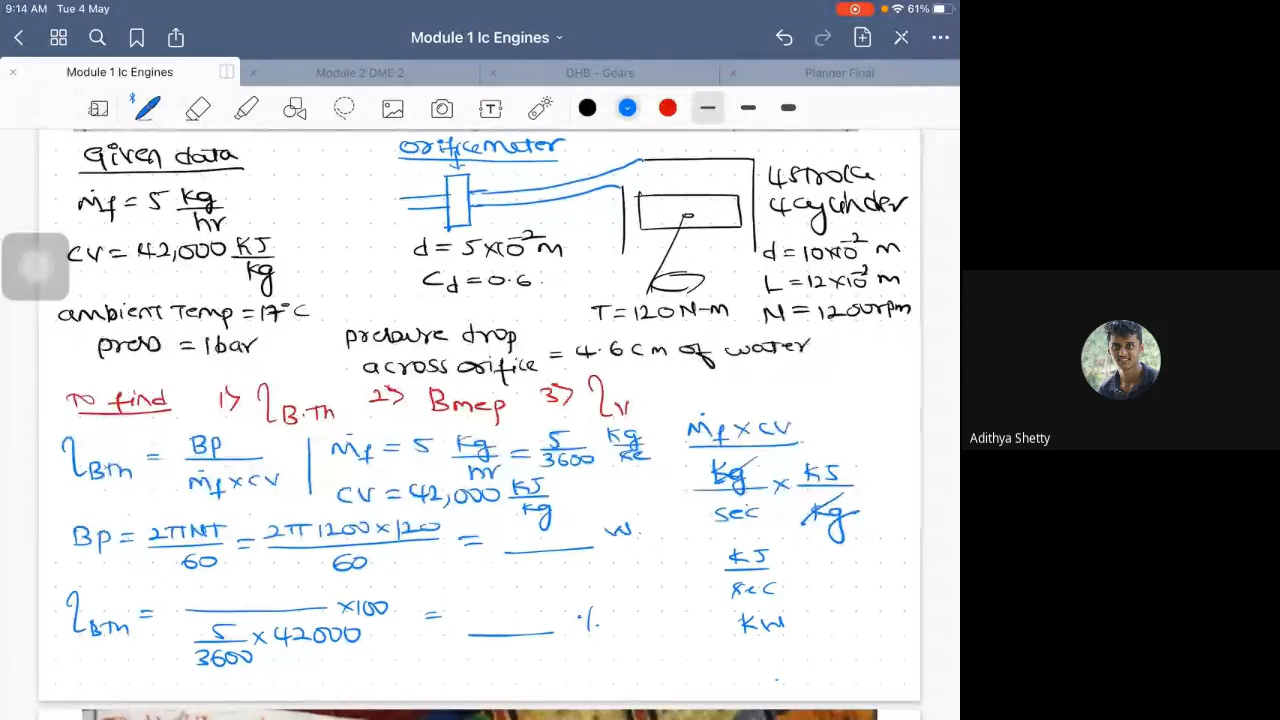 9:14 AM Tue 4 May
61%
Module 1 Ic Engines
Module 1 Ic Engines
Module 2 DME 2
DHB - Gears
Planner Final
Given data
orificemeter
ṁf = 5 kg/hr
4 stroke
4 cylinder
CV = 42,000 KJ/kg
d = 5×10⁻² m
d = 10×10⁻² m
Cd = 0.6
L = 12×10⁻² m
ambient Temp = 17°C
T = 120 N-m
N = 1200 rpm
press = 1 bar
pressure drop across orifice = 4.6 cm of water
To find 1> ηB.Th 2> Bmep 3> ηv
ηBth = BP/(ṁf × CV)
ṁf = 5 kg/hr = 5/3600 kg/sec
CV = 42,000 KJ/kg
BP = 2πNT/60 = 2π 1200 × 120/60 = ____ W.
ηBth = ____/(5/3600 × 42000) × 100 = ____ %
ṁf × CV
kg/sec × KJ/kg
KJ/sec
KW
Adithya Shetty